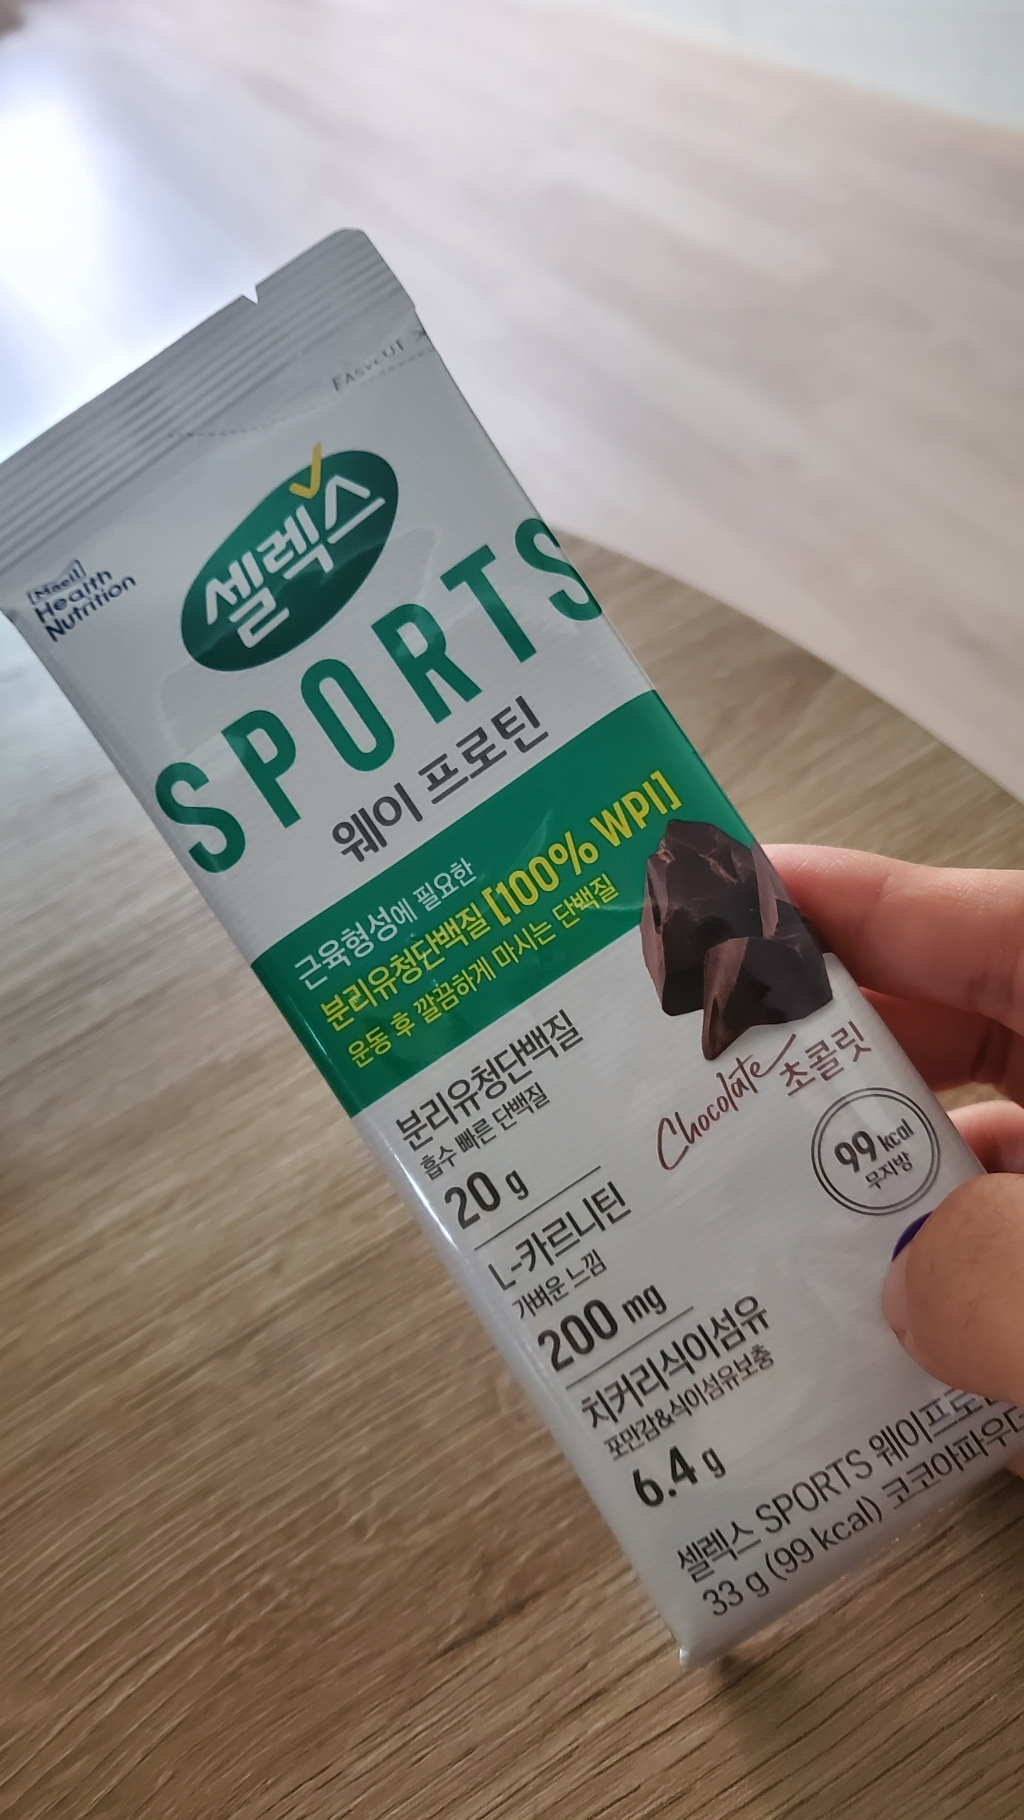 EASYCUT
Maeil
Health
Nutrition
셀렉스
SPORTS
웨이 프로틴
근육형성에 필요한
분리유청단백질 [100% WPI]
운동 후 깔끔하게 마시는 단백질
Chocolate 초콜릿
99 kcal
무지방
분리유청단백질
흡수 빠른 단백질
20 g
L-카르니틴
가벼운 느낌
200 mg
치커리식이섬유
포만감&식이섬유보충
6.4 g
셀렉스 SPORTS 웨이프로틴
33 g (99 kcal) 코코아파우더